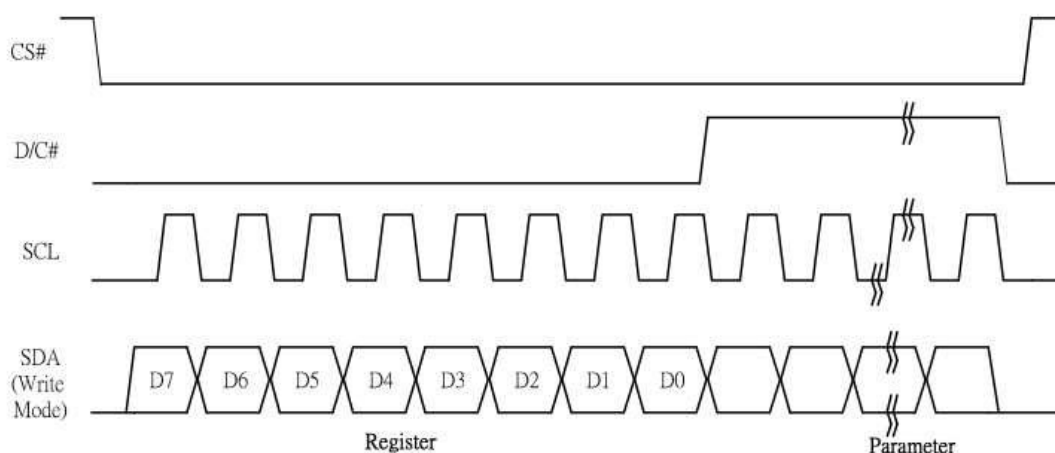 CS#
D/C#
SCL
SDA
(Write
Mode)
D7 D6 D5 D4 D3 D2 D1 D0
Register Parameter